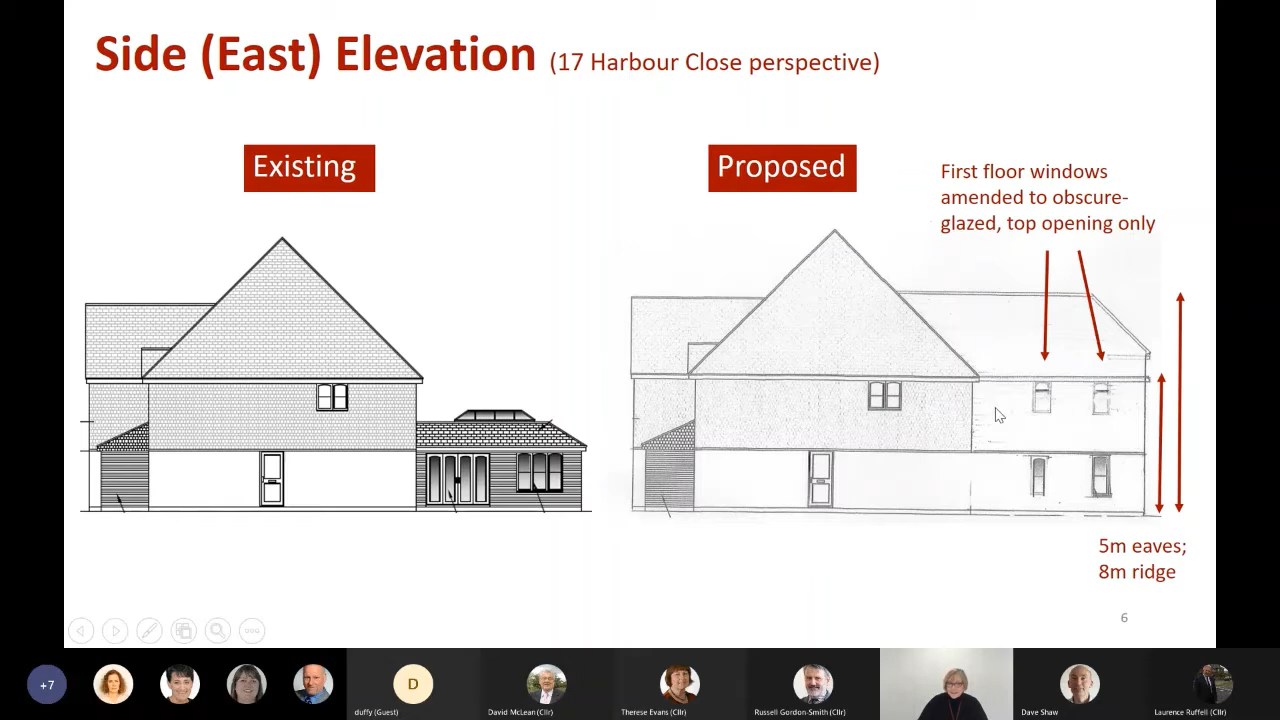 Side (East) Elevation (17 Harbour Close perspective)
Existing
Proposed
First floor windows
amended to obscure-
glazed, top opening only
5m eaves;
8m ridge
6
+7
D
duffy (Guest)
David McLean (Cllr)
Therese Evans (Cllr)
Russell Gordon-Smith (Cllr)
Dave Shaw
Laurence Ruffell (Cllr)